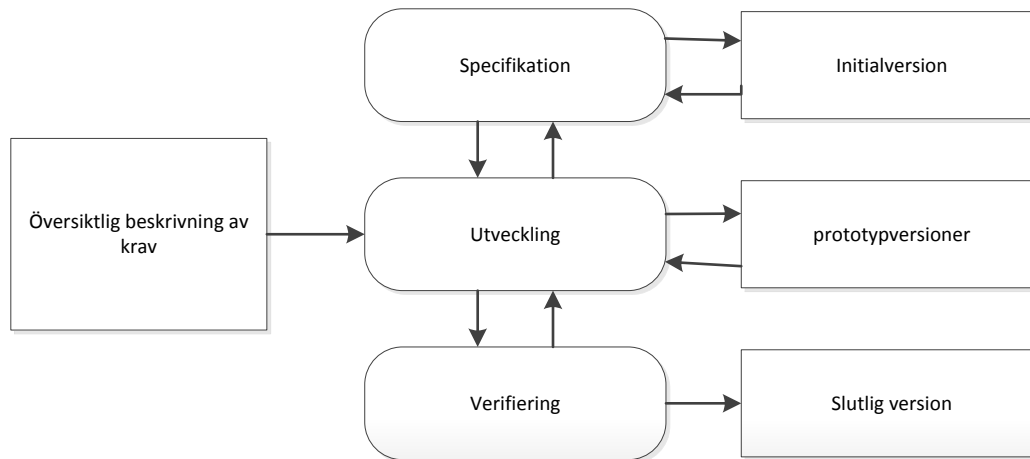 Specifikation
Initialversion
Översiktlig beskrivning av
krav
Utveckling
prototypversioner
Verifiering
Slutlig version